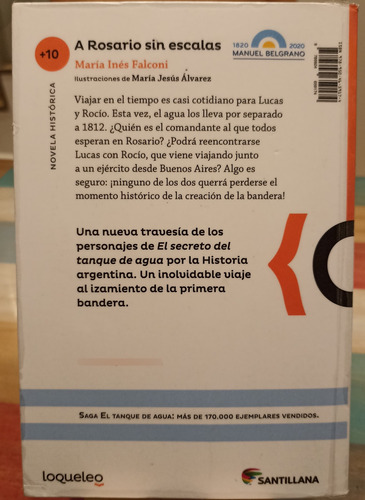 +10
A Rosario sin escalas
María Inés Falconi
Ilustraciones de María Jesús Álvarez
1820 2020
MANUEL BELGRANO
NOVELA HISTÓRICA
Viajar en el tiempo es casi cotidiano para Lucas
y Rocío. Esta vez, el agua los lleva por separado
a 1812. ¿Quién es el comandante al que todos
esperan en Rosario? ¿Podrá reencontrarse
Lucas con Rocío, que viene viajando junto
a un ejército desde Buenos Aires? Algo es
seguro: ¡ninguno de los dos querrá perderse el
momento histórico de la creación de la bandera!
Una nueva travesía de los
personajes de El secreto del
tanque de agua por la Historia
argentina. Un inolvidable viaje
al izamiento de la primera
bandera.
SAGA EL TANQUE DE AGUA: MÁS DE 170.000 EJEMPLARES VENDIDOS.
loqueleo
SANTILLANA